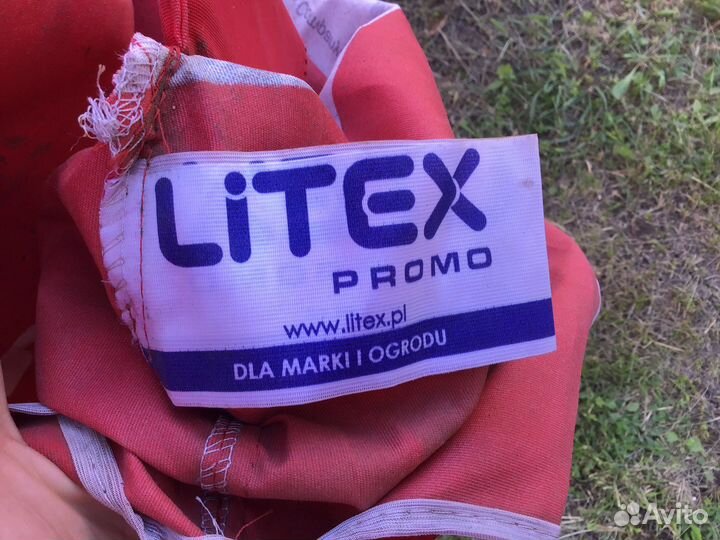 LiTEX
PROMO
www.litex.pl
DLA MARKI I OGRODU
Avito